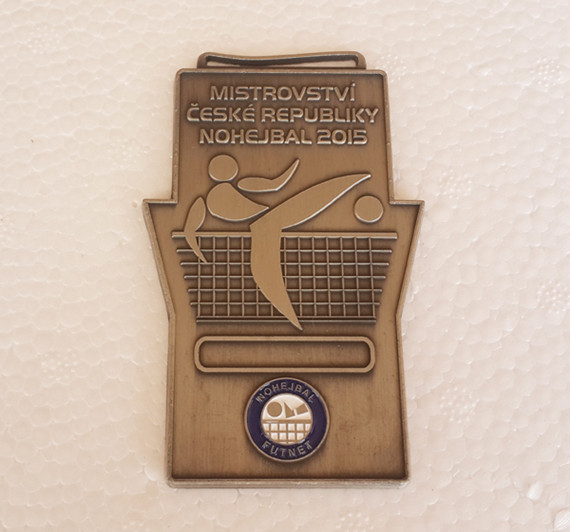 MISTROVSTVÍ
ČESKÉ REPUBLIKY
NOHEJBAL 2015
NOHEJBAL
FUTNET